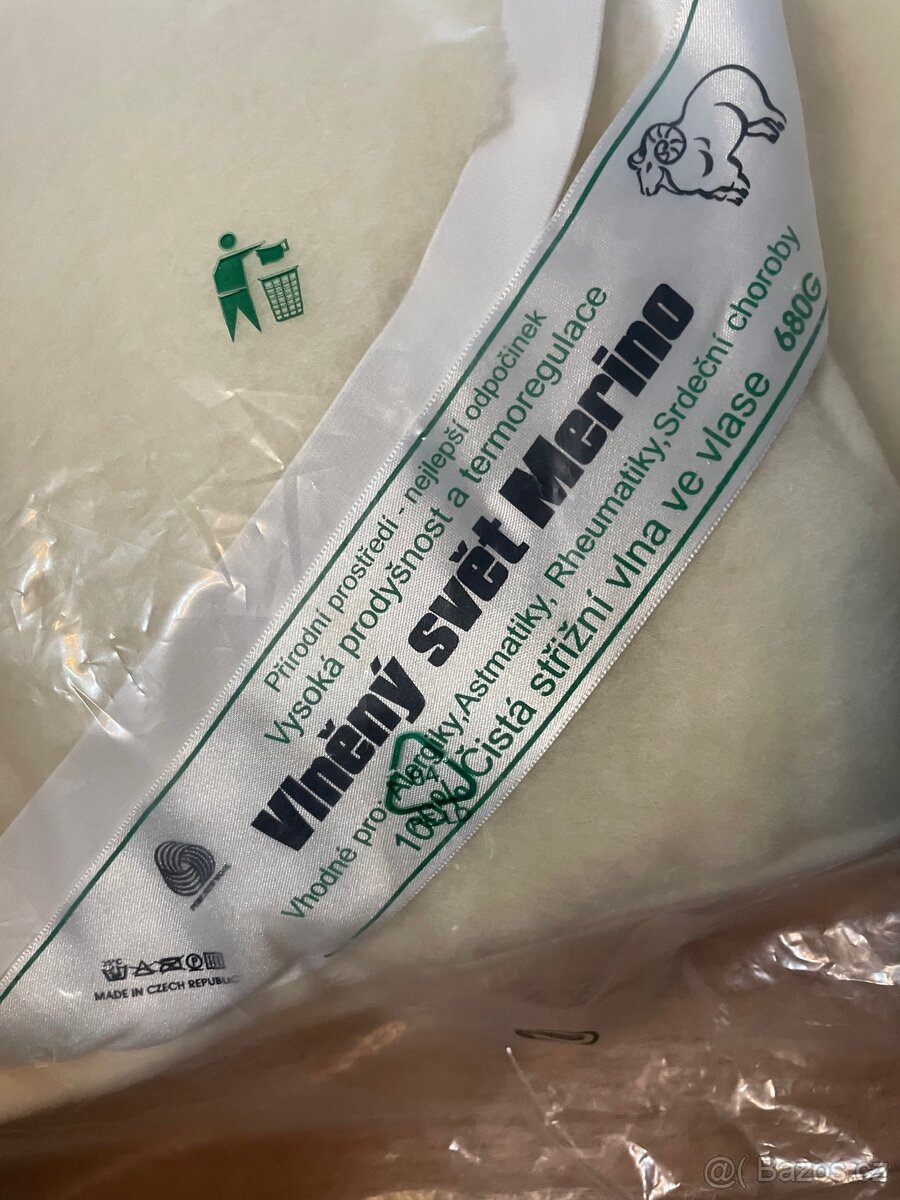 Přírodní prostředí - nejlepší odpočinek
Vysoká prodyšnost a termoregulace
Vlněný svět Merino
Vhodné pro: Alergiky,Astmatiky, Rheumatiky,Srdeční choroby
100% Čistá střižní vlna ve vlase 680G
MADE IN CZECH REPUBLIC
@( Bazos.cz